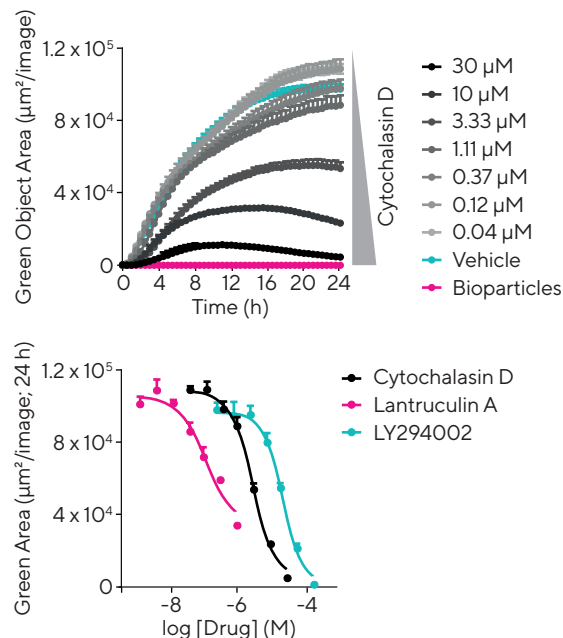 Green Object Area (µm²/image)
1.2 x 10⁵
8 x 10⁴
4 x 10⁴
0
0 4 8 12 16 20 24
Time (h)
Cytochalasin D
30 µM
10 µM
3.33 µM
1.11 µM
0.37 µM
0.12 µM
0.04 µM
Vehicle
Bioparticles
Green Area (µm²/image; 24 h)
1.2 x 10⁵
8 x 10⁴
4 x 10⁴
0
-8 -6 -4
log [Drug] (M)
Cytochalasin D
Lantruculin A
LY294002